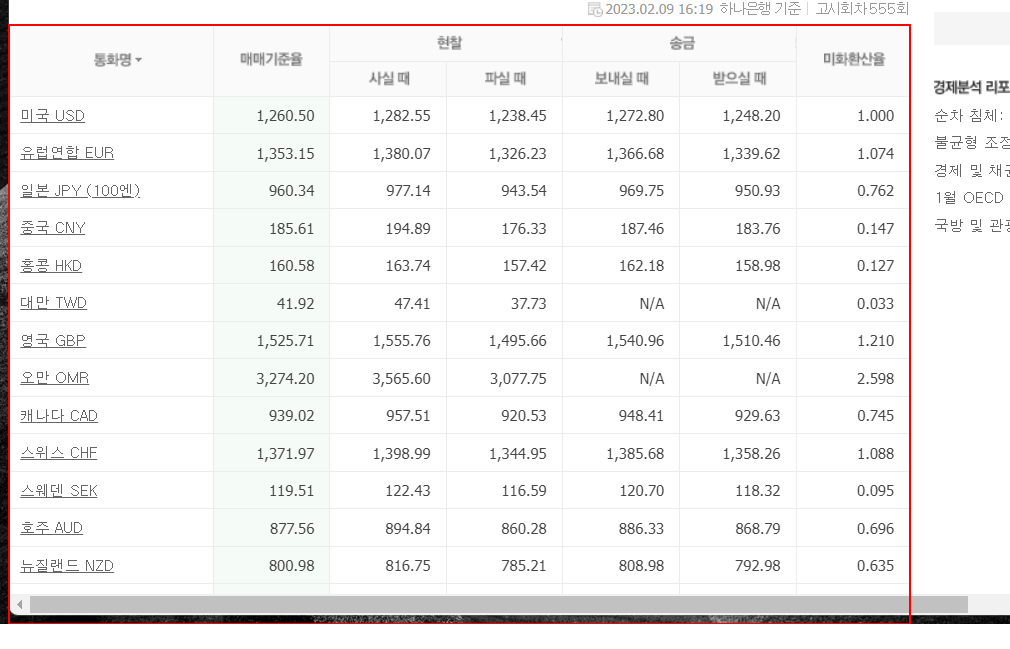 2023.02.09 16:19 하나은행 기준 고시회차 555회
통화명 매매기준율 현찰 송금 미화환산율
사실 때 파실 때 보내실 때 받으실 때
미국 USD 1,260.50 1,282.55 1,238.45 1,272.80 1,248.20 1.000
유럽연합 EUR 1,353.15 1,380.07 1,326.23 1,366.68 1,339.62 1.074
일본 JPY (100엔) 960.34 977.14 943.54 969.75 950.93 0.762
중국 CNY 185.61 194.89 176.33 187.46 183.76 0.147
홍콩 HKD 160.58 163.74 157.42 162.18 158.98 0.127
대만 TWD 41.92 47.41 37.73 N/A N/A 0.033
영국 GBP 1,525.71 1,555.76 1,495.66 1,540.96 1,510.46 1.210
오만 OMR 3,274.20 3,565.60 3,077.75 N/A N/A 2.598
캐나다 CAD 939.02 957.51 920.53 948.41 929.63 0.745
스위스 CHF 1,371.97 1,398.99 1,344.95 1,385.68 1,358.26 1.088
스웨덴 SEK 119.51 122.43 116.59 120.70 118.32 0.095
호주 AUD 877.56 894.84 860.28 886.33 868.79 0.696
뉴질랜드 NZD 800.98 816.75 785.21 808.98 792.98 0.635
경제분석 리포
순차 침체:
불균형 조정
경제 및 채
1월 OECD
국방 및 관